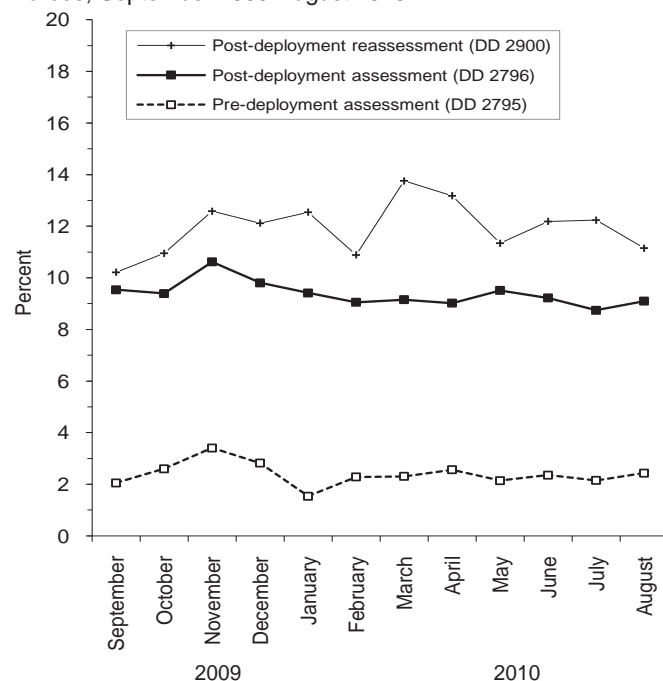 20
18
16
14
12
10
8
6
4
2
0
Percent
Post-deployment reassessment (DD 2900)
Post-deployment assessment (DD 2796)
Pre-deployment assessment (DD 2795)
September
October
November
December
January
February
March
April
May
June
July
August
2009
2010